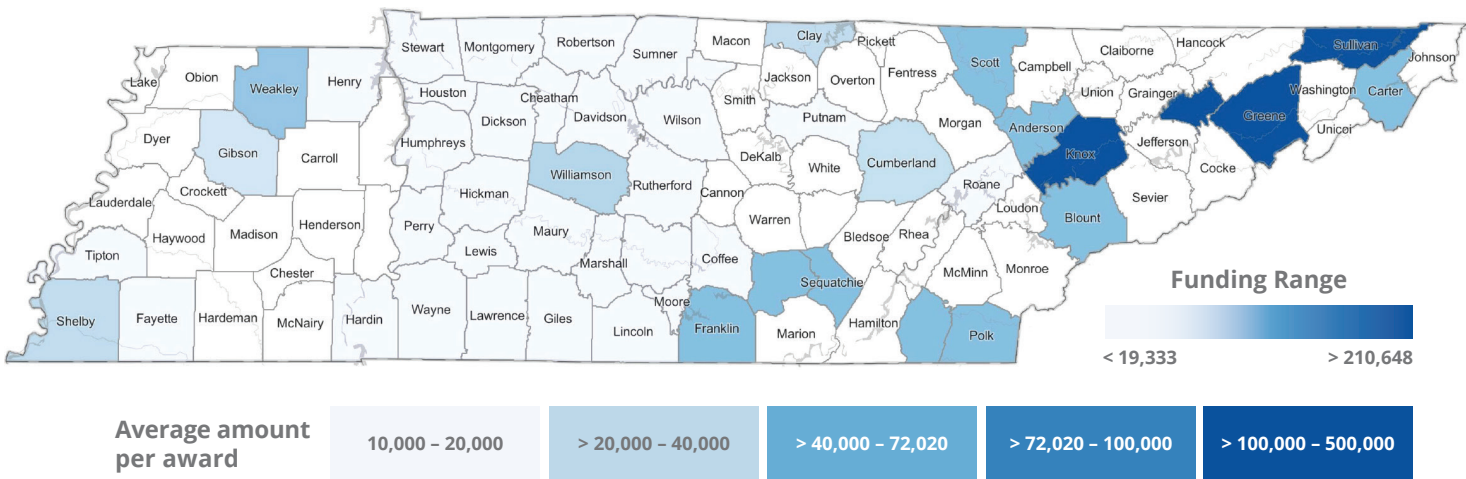 Stewart
Montgomery
Robertson
Sumner
Macon
Clay
Pickett
Scott
Campbell
Claiborne
Hancock
Sullivan
Johnson
Lake
Obion
Weakley
Henry
Houston
Cheatham
Davidson
Dickson
Wilson
Smith
Jackson
Overton
Fentress
Union
Grainger
Greene
Washington
Carter
Unicei
Dyer
Gibson
Carroll
Humphreys
Putnam
Morgan
Anderson
Knox
Jefferson
Cocke
Crockett
Williamson
Rutherford
Cannon
DeKalb
White
Cumberland
Roane
Loudon
Blount
Sevier
Lauderdale
Haywood
Madison
Henderson
Hickman
Perry
Lewis
Maury
Marshall
Warren
Bledsoe
Rhea
McMinn
Monroe
Tipton
Chester
Coffee
Sequatchie
Shelby
Fayette
Hardeman
McNairy
Hardin
Wayne
Lawrence
Giles
Lincoln
Moore
Franklin
Marion
Hamilton
Polk
Funding Range
< 19,333
> 210,648
Average amount
per award
10,000 – 20,000
> 20,000 – 40,000
> 40,000 – 72,020
> 72,020 – 100,000
> 100,000 – 500,000